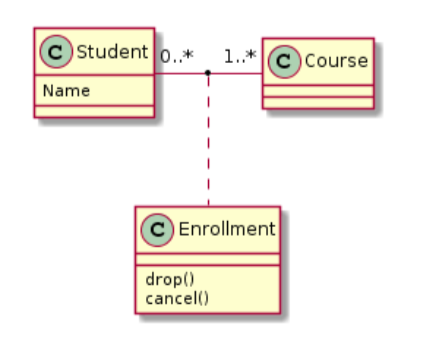 C Student
0..*
1..*
C Course
Name
C Enrollment
drop()
cancel()